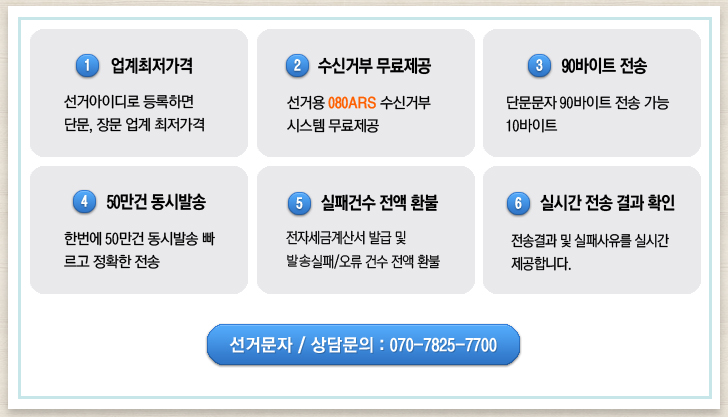 1 업계최저가격
선거아이디로 등록하면
단문, 장문 업계 최저가격
2 수신거부 무료제공
선거용 080ARS 수신거부
시스템 무료제공
3 90바이트 전송
단문문자 90바이트 전송 가능
10바이트
4 50만건 동시발송
한번에 50만건 동시발송 빠
르고 정확한 전송
5 실패건수 전액 환불
전자세금계산서 발급 및
발송실패/오류 건수 전액 환불
6 실시간 전송 결과 확인
전송결과 및 실패사유를 실시간
제공합니다.
선거문자 / 상담문의 : 070-7825-7700